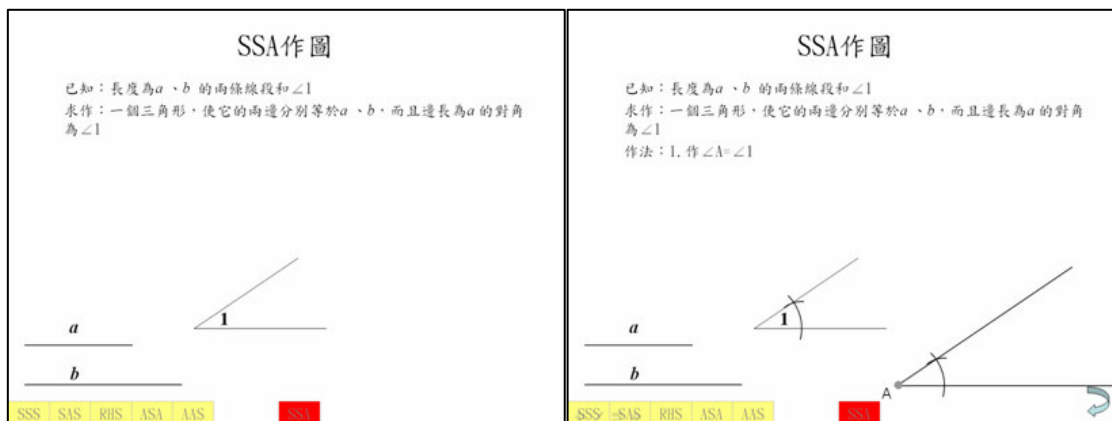 SSA作圖
已知：長度為a、b 的兩條線段和∠1
求作：一個三角形，使它的兩邊分別等於a、b，而且邊長為a的對角
為∠1
1
a
b
SSS SAS RHS ASA AAS SSA
SSA作圖
已知：長度為a、b 的兩條線段和∠1
求作：一個三角形，使它的兩邊分別等於a、b，而且邊長為a的對角
為∠1
作法：1.作∠A=∠1
1
a
b
A
SSS SAS RHS ASA AAS SSA